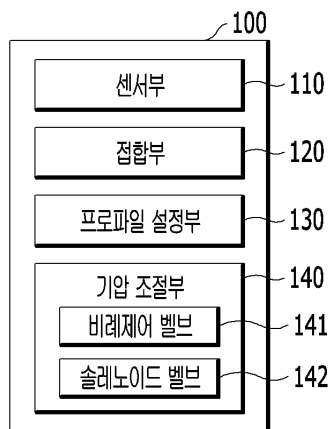 100
센서부 110
접합부 120
프로파일 설정부 130
기압 조절부 140
비례제어 벨브 141
솔레노이드 벨브 142